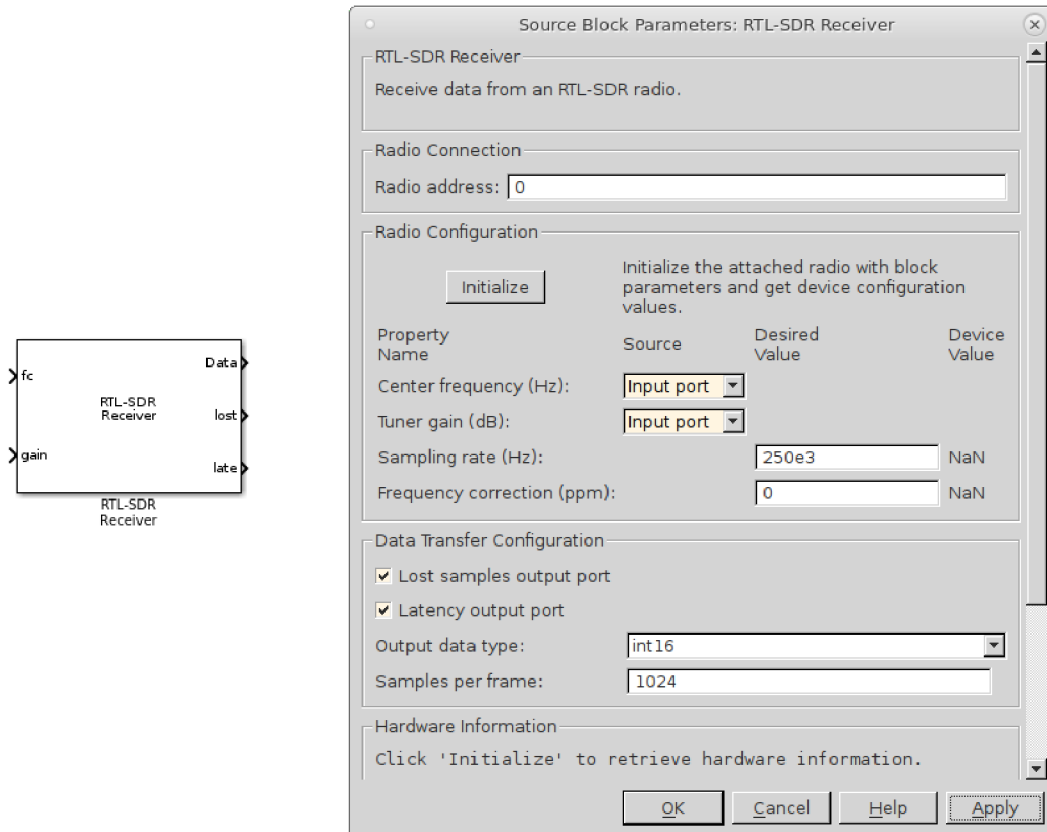 Source Block Parameters: RTL-SDR Receiver
RTL-SDR Receiver
Receive data from an RTL-SDR radio.
Radio Connection
Radio address: 0
Radio Configuration
Initialize
Initialize the attached radio with block
parameters and get device configuration
values.
Property
Name
Source
Desired
Value
Device
Value
Center frequency (Hz): Input port
Tuner gain (dB): Input port
Sampling rate (Hz): 250e3 NaN
Frequency correction (ppm): 0 NaN
Data Transfer Configuration
Lost samples output port
Latency output port
Output data type: int16
Samples per frame: 1024
Hardware Information
Click 'Initialize' to retrieve hardware information.
OK Cancel Help Apply
fc
gain
RTL-SDR
Receiver
Data
lost
late
RTL-SDR
Receiver